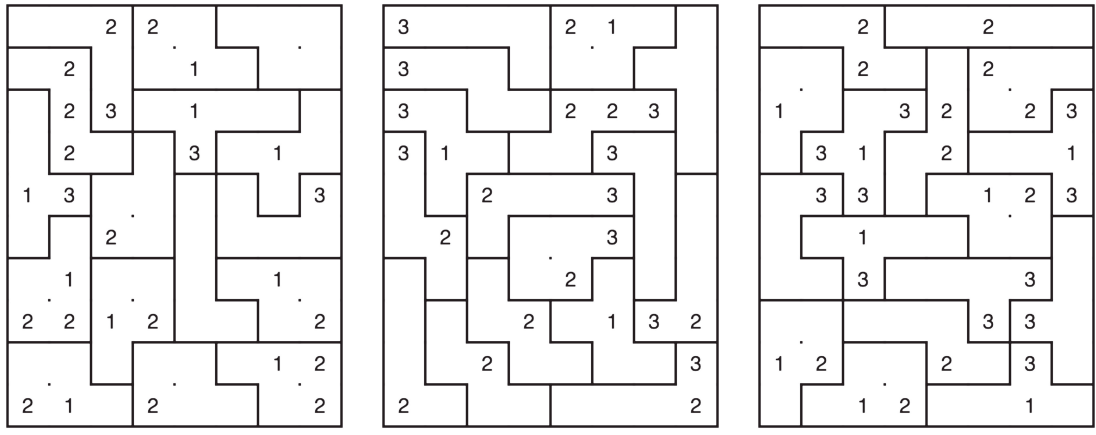 2 2 3 2 1 2 2
2 1 3 2 2
2 3 1 3 2 2 3 1 3 2 2 3
2 3 1 3 1 3 3 1 2 1
1 3 3 2 3 3 3 1 2 3
2 2 3 1
1 1 2 3 3
2 2 1 2 2 2 1 3 2 3 3
1 2 2 3 1 2 2 3
2 1 2 2 2 2 1 2 1